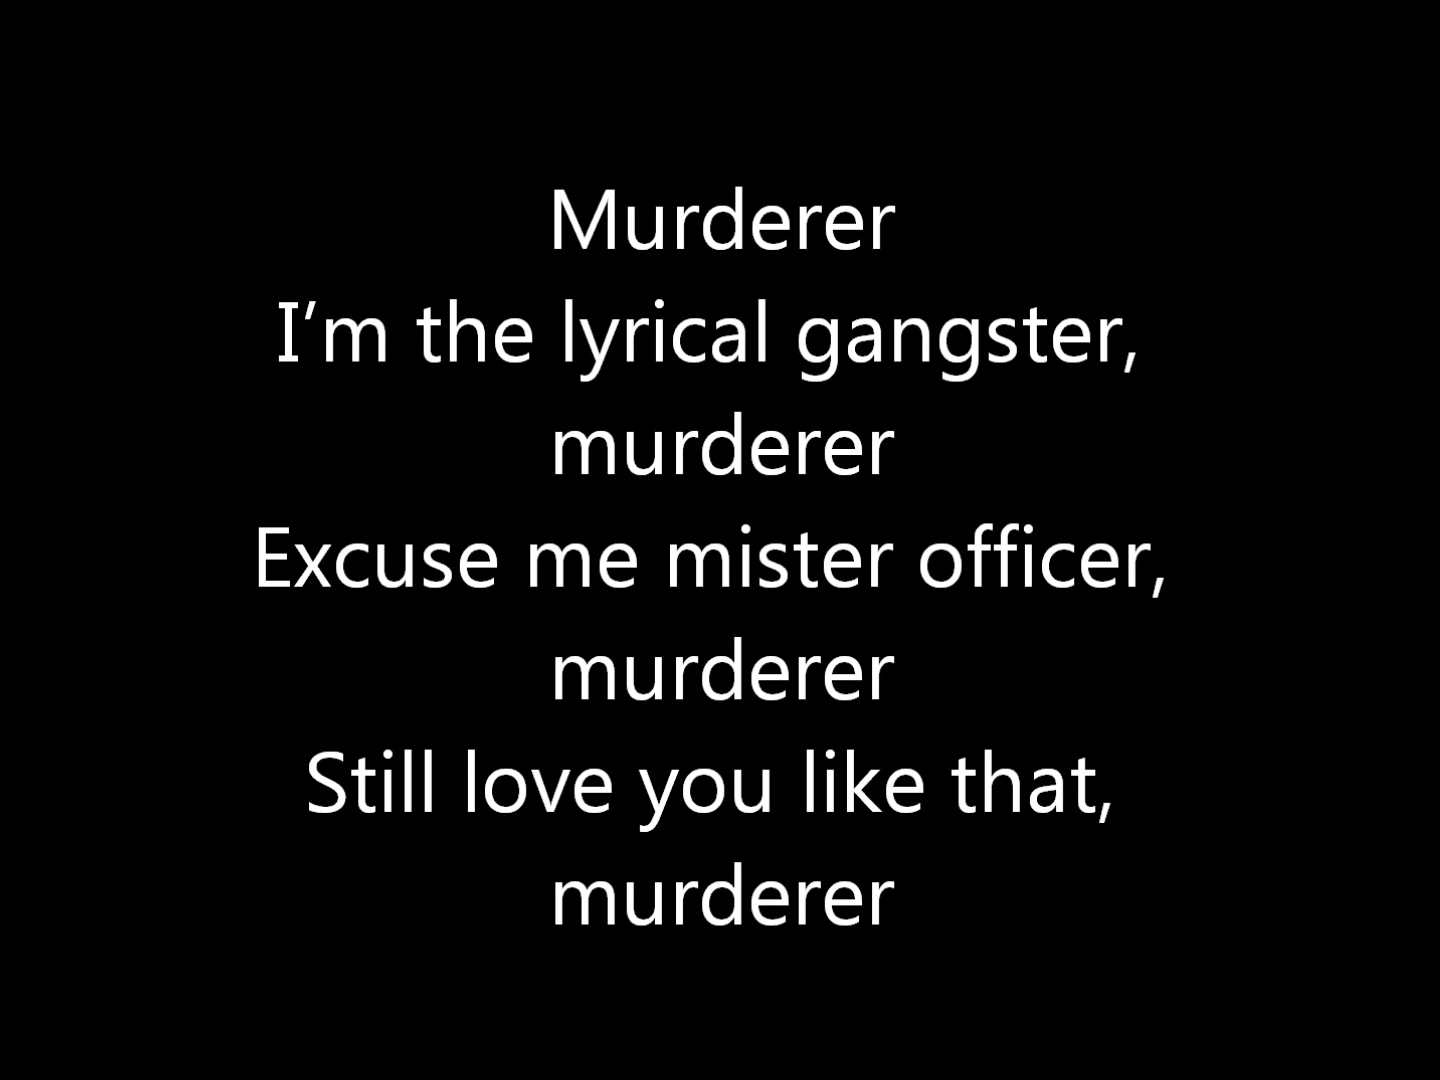 Murderer
I’m the lyrical gangster,
murderer
Excuse me mister officer,
murderer
Still love you like that,
murderer